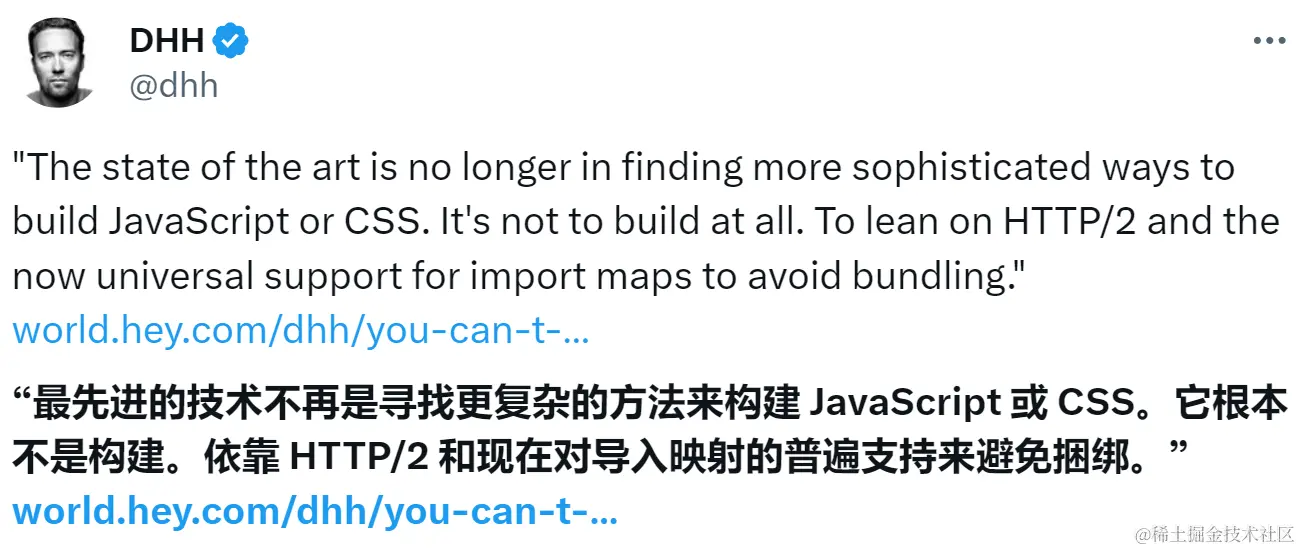 DHH
@dhh
"The state of the art is no longer in finding more sophisticated ways to
build JavaScript or CSS. It's not to build at all. To lean on HTTP/2 and the
now universal support for import maps to avoid bundling."
world.hey.com/dhh/you-can-t-...
“最先进的技术不再是寻找更复杂的方法来构建 JavaScript 或 CSS。它根本
不是构建。依靠 HTTP/2 和现在对导入映射的普遍支持来避免捆绑。”
world.hey.com/dhh/you-can-t-...
@稀土掘金技术社区